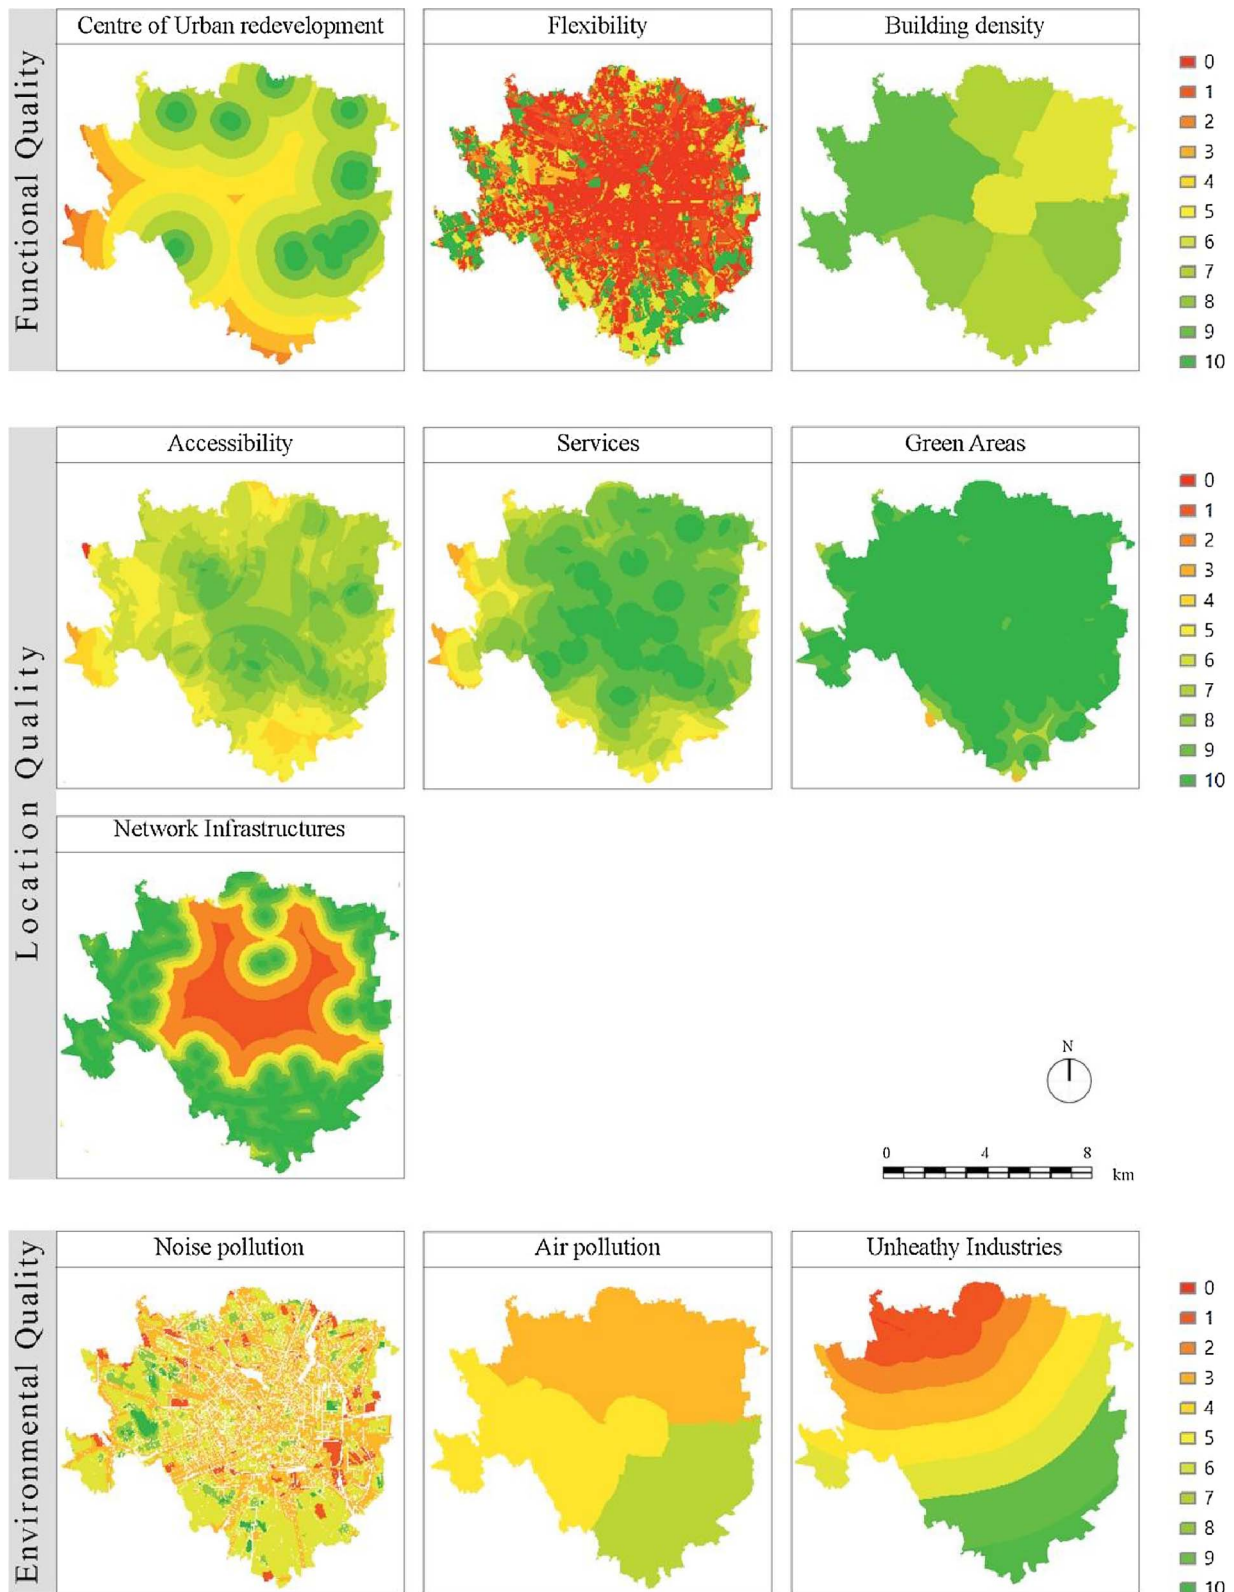 Functional Quality
Centre of Urban redevelopment
Flexibility
Building density
0
1
2
3
4
5
6
7
8
9
10
Location Quality
Accessibility
Services
Green Areas
0
1
2
3
4
5
6
7
8
9
10
Network Infrastructures
N
0 4 8
km
Environmental Quality
Noise pollution
Air pollution
Unheathy Industries
0
1
2
3
4
5
6
7
8
9
10